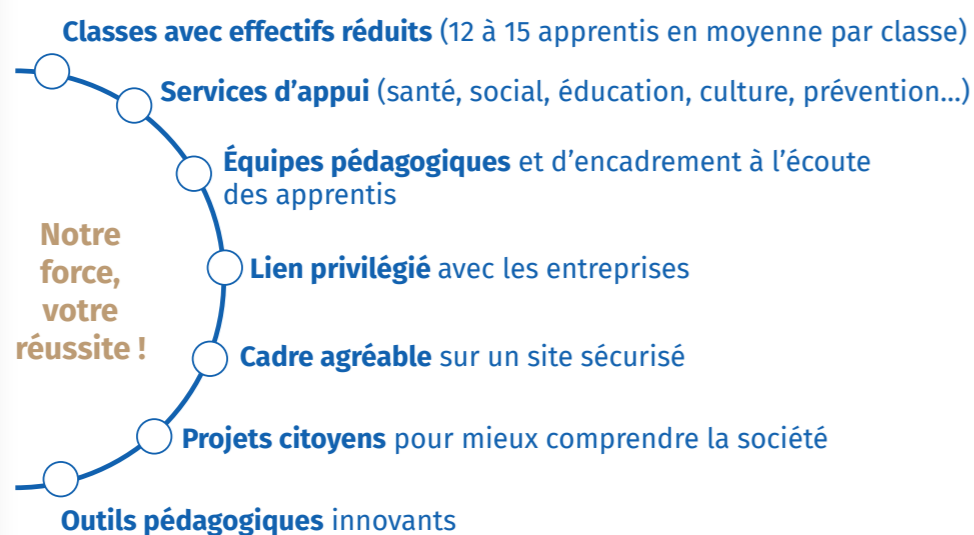 Classes avec effectifs réduits (12 à 15 apprentis en moyenne par classe)
Services d’appui (santé, social, éducation, culture, prévention…)
Équipes pédagogiques et d’encadrement à l’écoute
des apprentis
Notre
force,
votre
réussite !
Lien privilégié avec les entreprises
Cadre agréable sur un site sécurisé
Projets citoyens pour mieux comprendre la société
Outils pédagogiques innovants